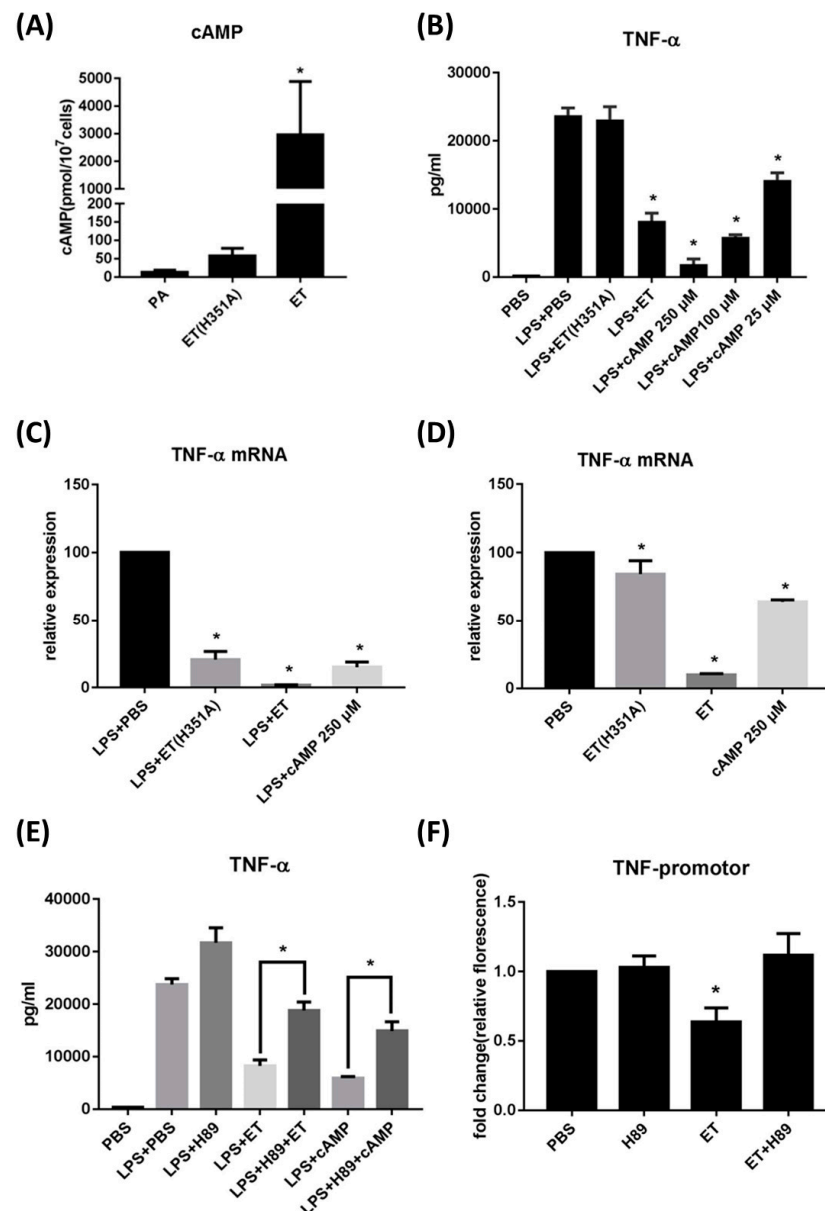 (A)
cAMP
cAMP(pmol/10⁷cells)
5000
4000
3000
2000
1000
200
150
100
50
0
*
PA
ET(H351A)
ET
(B)
TNF-α
pg/ml
30000
20000
10000
0
*
*
*
*
PBS
LPS+PBS
LPS+ET(H351A)
LPS+ET
LPS+cAMP 250 µM
LPS+cAMP100 µM
LPS+cAMP 25 µM
(C)
TNF-α mRNA
relative expression
150
100
50
0
*
*
*
LPS+PBS
LPS+ET(H351A)
LPS+ET
LPS+cAMP 250 µM
(D)
TNF-α mRNA
relative expression
150
100
50
0
*
*
*
PBS
ET(H351A)
ET
cAMP 250 µM
(E)
TNF-α
pg/ml
40000
30000
20000
10000
0
*
*
PBS
LPS+PBS
LPS+H89
LPS+ET
LPS+H89+ET
LPS+cAMP
LPS+H89+cAMP
(F)
TNF-promotor
fold change(relative florescence)
1.5
1.0
0.5
0.0
*
PBS
H89
ET
ET+H89